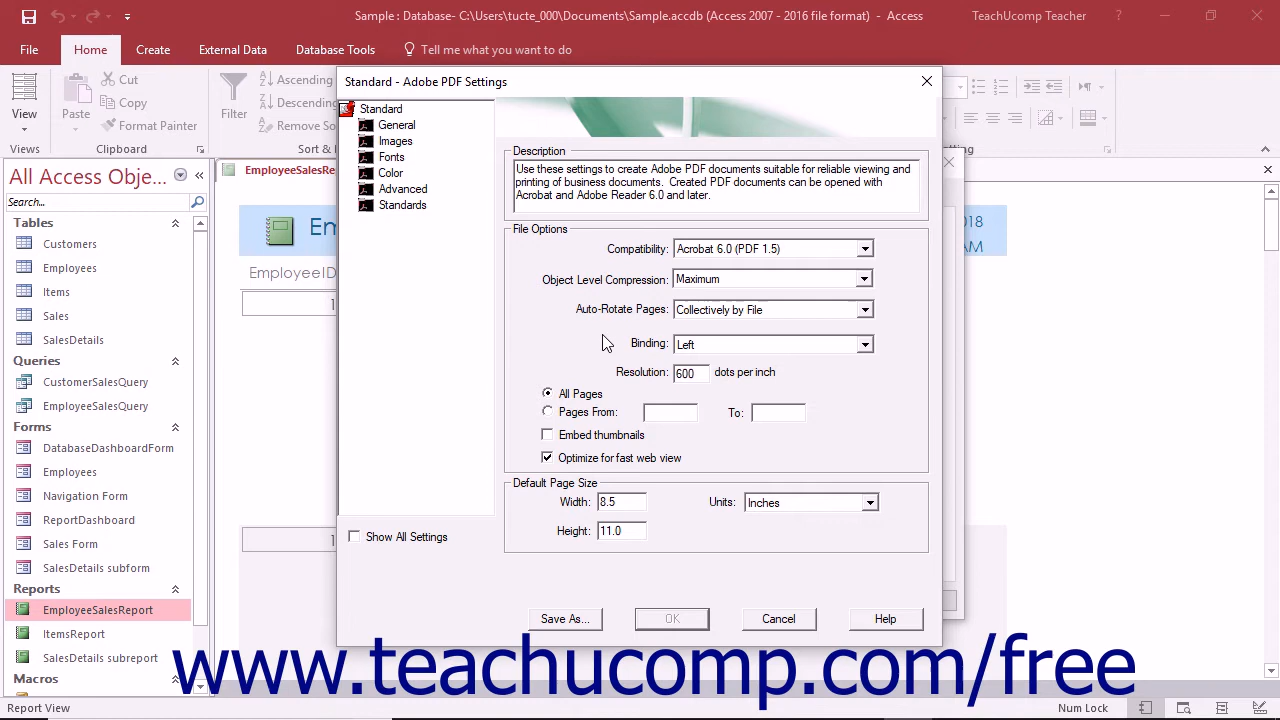 Sample : Database- C:\Users\tucte_000\Documents\Sample.accdb (Access 2007 - 2016 file format) - Access
TeachUcomp Teacher
?
File
Home
Create
External Data
Database Tools
Tell me what you want to do
View
Views
Paste
Cut
Copy
Format Painter
Clipboard
Filter
Ascending
Descending
Sort &
All Access Obje...
Search...
Tables
Customers
Employees
Items
Sales
SalesDetails
Queries
CustomerSalesQuery
EmployeeSalesQuery
Forms
DatabaseDashboardForm
Employees
Navigation Form
ReportDashboard
Sales Form
SalesDetails subform
Reports
EmployeeSalesReport
ItemsReport
SalesDetails subreport
Macros
EmployeeSalesRe
EmployeeID
AM
Standard - Adobe PDF Settings
Standard
General
Images
Fonts
Color
Advanced
Standards
Show All Settings
Description
Use these settings to create Adobe PDF documents suitable for reliable viewing and
printing of business documents. Created PDF documents can be opened with
Acrobat and Adobe Reader 6.0 and later.
File Options
Compatibility: Acrobat 6.0 (PDF 1.5)
Object Level Compression: Maximum
Auto-Rotate Pages: Collectively by File
Binding: Left
Resolution: 600 dots per inch
All Pages
Pages From: To:
Embed thumbnails
Optimize for fast web view
Default Page Size
Width: 8.5 Units: Inches
Height: 11.0
Save As... OK Cancel Help
www.teachucomp.com/free
Report View
Num Lock